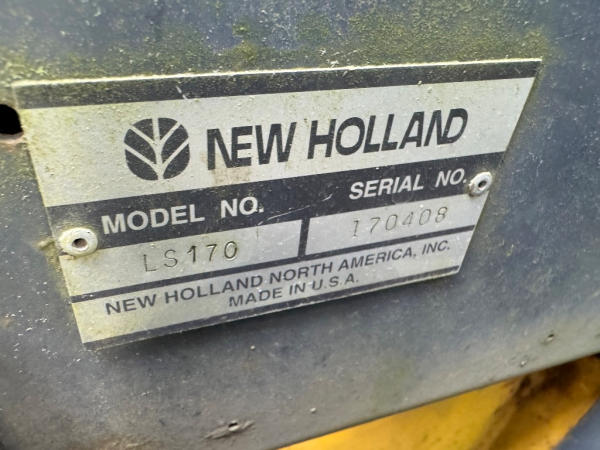 NEW HOLLAND
MODEL NO. SERIAL NO.
LS170 170408
NEW HOLLAND NORTH AMERICA, INC.
MADE IN U.S.A.